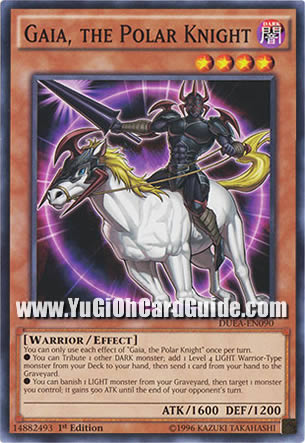 GAIA, THE POLAR KNIGHT
DARK
闇
www.YuGiOhCardGuide.com
DUEA-EN090
[WARRIOR/EFFECT]
You can only use each effect of "Gaia, the Polar Knight" once per turn.
● You can Tribute 1 other DARK monster; add 1 Level 4 LIGHT Warrior-Type
monster from your Deck to your hand, then send 1 card from your hand to
the Graveyard.
● You can banish 1 LIGHT monster from your Graveyard, then target 1 monster
you control; it gains 500 ATK until the end of your opponent's turn.
ATK/1600 DEF/1200
14882493 1st Edition ©1996 KAZUKI TAKAHASHI